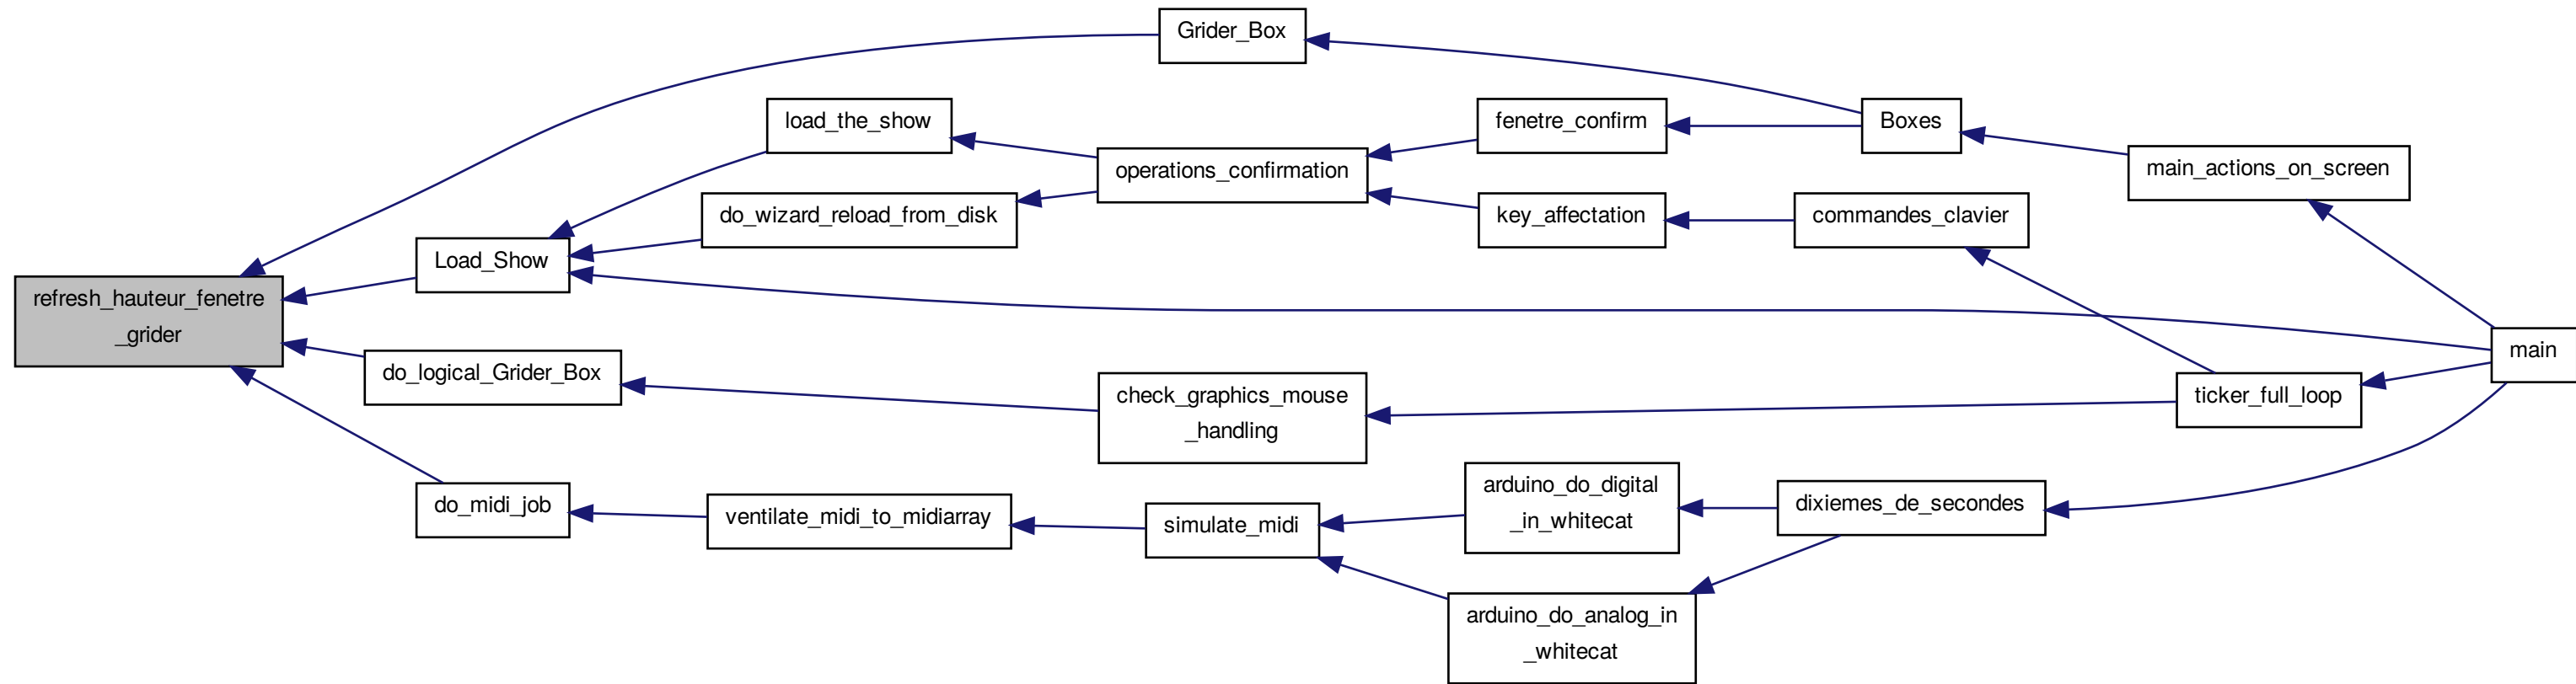 Grider_Box
load_the_show
fenetre_confirm
Boxes
operations_confirmation
main_actions_on_screen
do_wizard_reload_from_disk
key_affectation
commandes_clavier
Load_Show
refresh_hauteur_fenetre
_grider
main
do_logical_Grider_Box
check_graphics_mouse
_handling
ticker_full_loop
do_midi_job
ventilate_midi_to_midiarray
simulate_midi
arduino_do_digital
_in_whitecat
dixiemes_de_secondes
arduino_do_analog_in
_whitecat